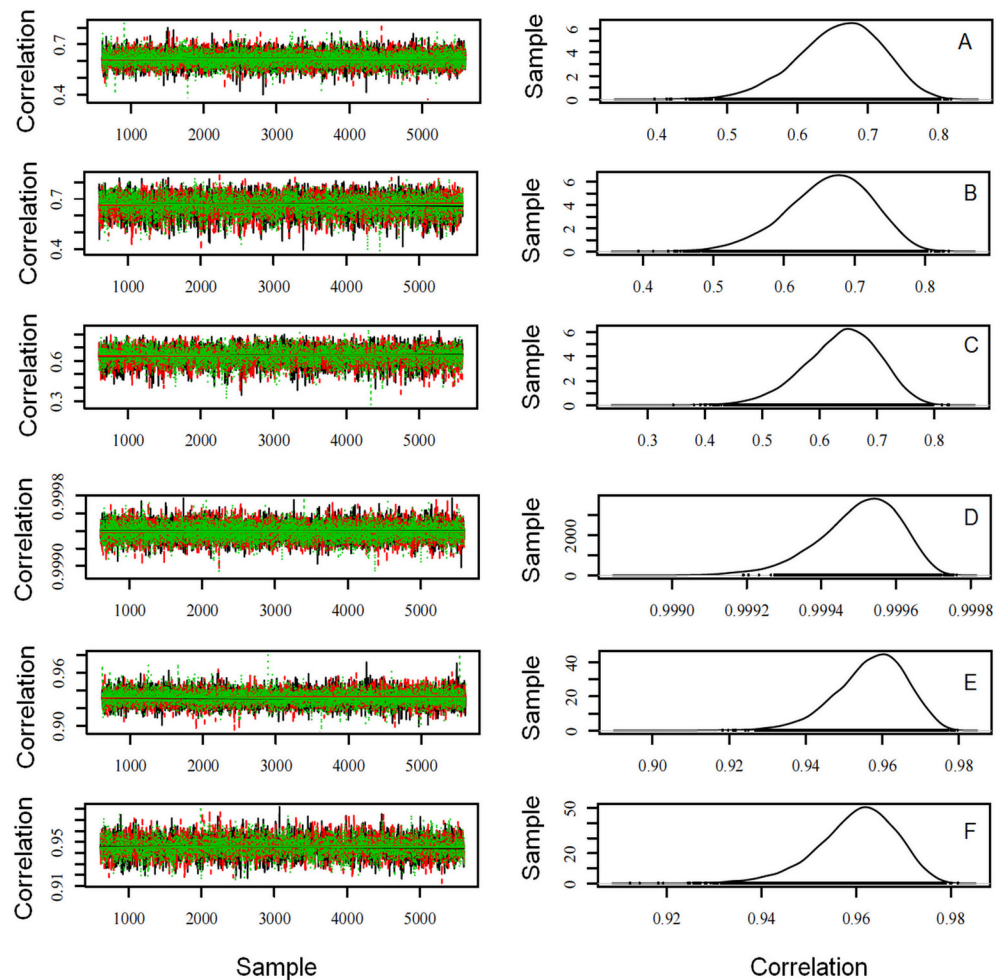 Correlation
0.7
0.4
1000 2000 3000 4000 5000
Sample
6
4
2
0
A
0.4 0.5 0.6 0.7 0.8
Correlation
0.7
0.4
1000 2000 3000 4000 5000
Sample
6
4
2
0
B
0.4 0.5 0.6 0.7 0.8
Correlation
0.6
0.3
1000 2000 3000 4000 5000
Sample
6
4
2
0
C
0.3 0.4 0.5 0.6 0.7 0.8
Correlation
0.9998
0.9990
1000 2000 3000 4000 5000
Sample
2000
0
D
0.9990 0.9992 0.9994 0.9996 0.9998
Correlation
0.96
0.90
1000 2000 3000 4000 5000
Sample
40
20
0
E
0.90 0.92 0.94 0.96 0.98
Correlation
0.95
0.91
1000 2000 3000 4000 5000
Sample
50
20
0
F
0.92 0.94 0.96 0.98
Sample
Correlation